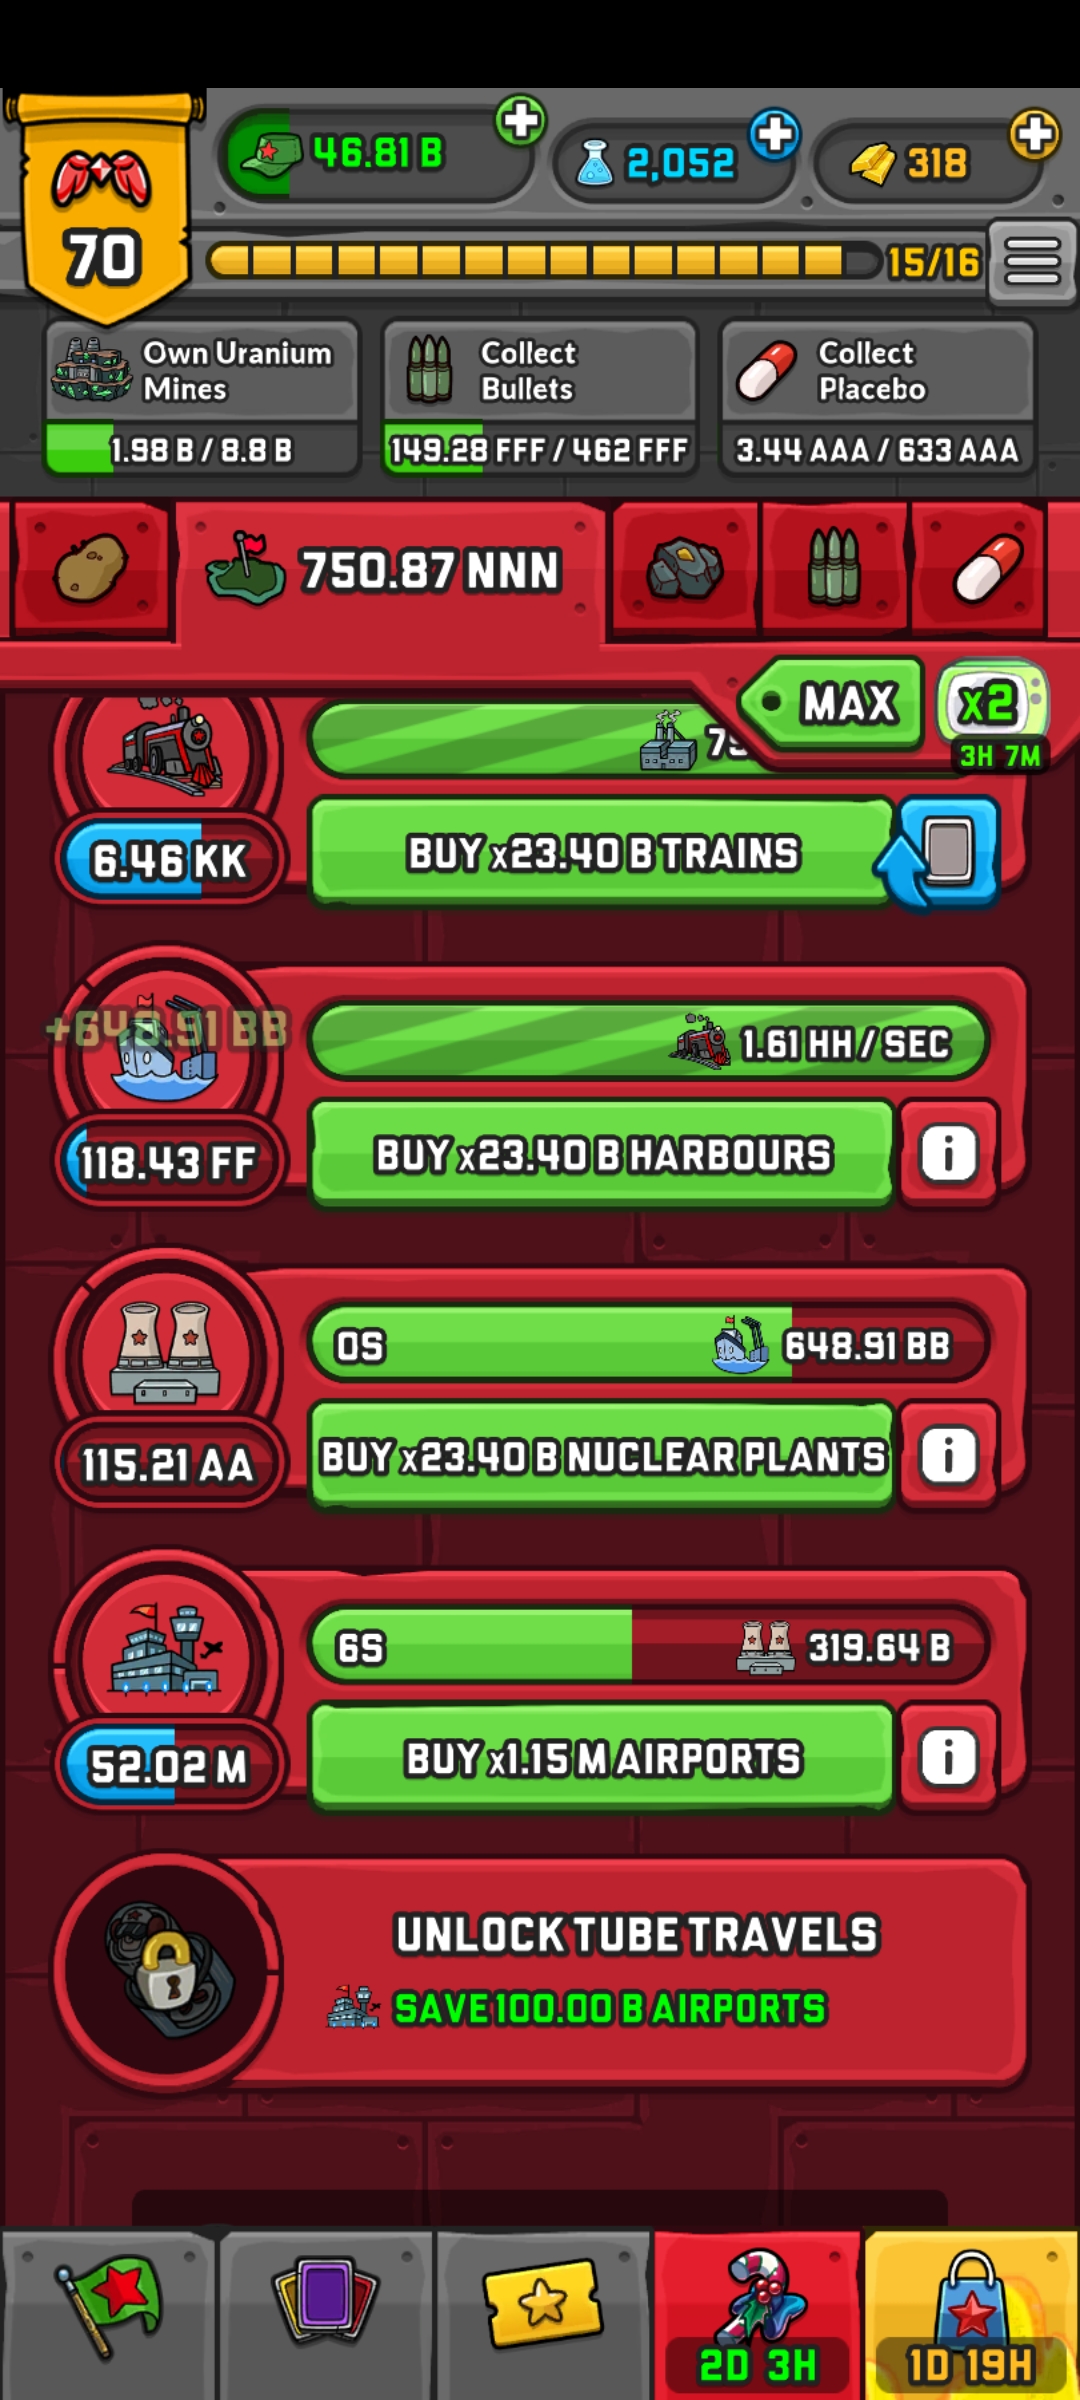 46.81 B
2,052
318
70
15/16
Own Uranium
Mines
1.98 B / 8.8 B
Collect
Bullets
149.28 FFF / 462 FFF
Collect
Placebo
3.44 AAA / 633 AAA
750.87 NNN
MAX
x2
3H 7M
6.46 KK
BUY x23.40 B TRAINS
+648.91 BB
1.61 HH / SEC
118.43 FF
BUY x23.40 B HARBOURS
i
0S
648.91 BB
115.21 AA
BUY x23.40 B NUCLEAR PLANTS
i
6S
319.64 B
52.02 M
BUY x1.15 M AIRPORTS
i
UNLOCK TUBE TRAVELS
SAVE 100.00 B AIRPORTS
2D 3H
1D 19H